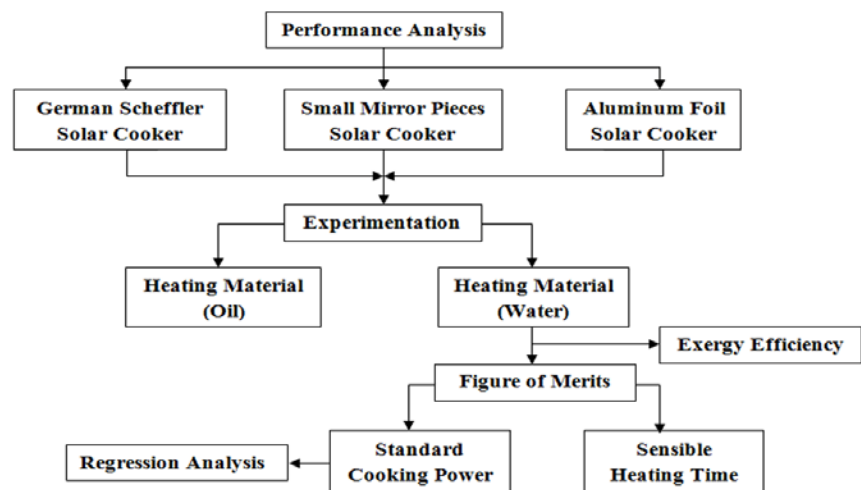 Performance Analysis
German Scheffler
Solar Cooker
Small Mirror Pieces
Solar Cooker
Aluminum Foil
Solar Cooker
Experimentation
Heating Material
(Oil)
Heating Material
(Water)
Exergy Efficiency
Figure of Merits
Regression Analysis
Standard
Cooking Power
Sensible
Heating Time